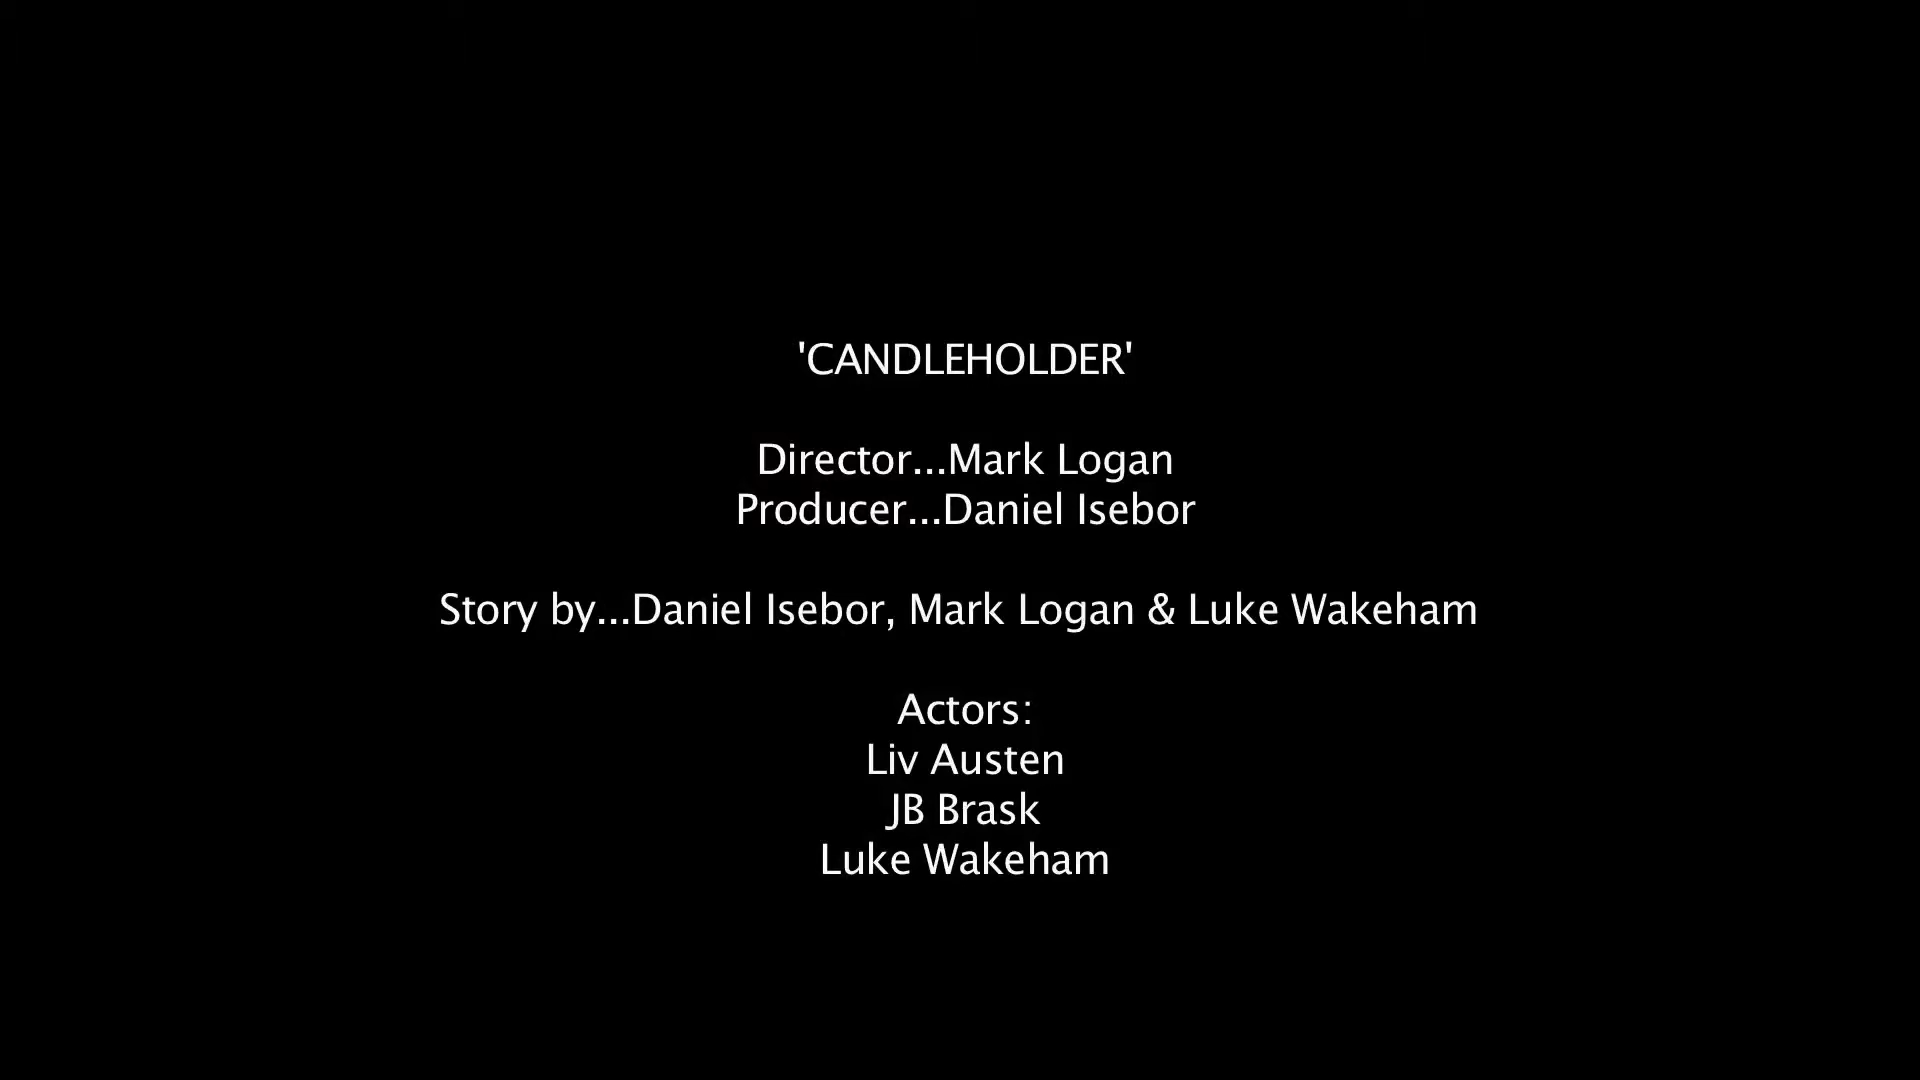 'CANDLEHOLDER'
Director...Mark Logan
Producer...Daniel Isebor
Story by...Daniel Isebor, Mark Logan & Luke Wakeham
Actors:
Liv Austen
JB Brask
Luke Wakeham